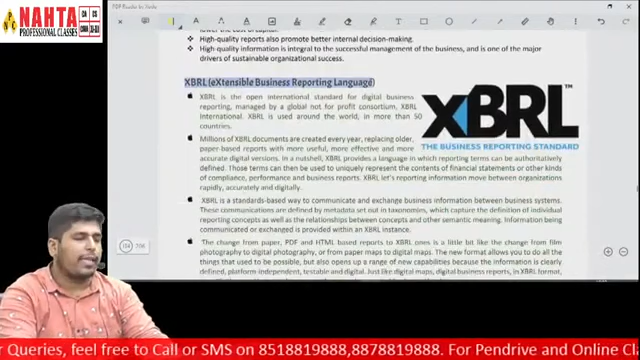 NAHTA
PROFESSIONAL CLASSES
CA
CS
CMA
XI-XII
PDF Reader by Xodo
lower the cost of capital.
High-quality reports also promote better internal decision-making.
High-quality information is integral to the successful management of the business, and is one of the major
drivers of sustainable organizational success.
XBRL (eXtensible Business Reporting Language)
XBRL is the open international standard for digital business
reporting, managed by a global not for profit consortium, XBRL
International. XBRL is used around the world, in more than 50
countries.
XBRL™
THE BUSINESS REPORTING STANDARD
Millions of XBRL documents are created every year, replacing older,
paper-based reports with more useful, more effective and more
accurate digital versions. In a nutshell, XBRL provides a language in which reporting terms can be authoritatively
defined. Those terms can then be used to uniquely represent the contents of financial statements or other kinds
of compliance, performance and business reports. XBRL let's reporting information move between organizations
rapidly, accurately and digitally.
XBRL is a standards-based way to communicate and exchange business information between business systems.
These communications are defined by metadata set out in taxonomies, which capture the definition of individual
reporting concepts as well as the relationships between concepts and other semantic meaning. Information being
communicated or exchanged is provided within an XBRL instance.
The change from paper, PDF and HTML based reports to XBRL ones is a little bit like the change from film
photography to digital photography, or from paper maps to digital maps. The new format allows you to do all
the things that used to be possible, but also opens up a range of new capabilities because the information is clearly
defined, platform-independent, testable and digital. Just like digital maps, digital business reports, in XBRL format,
r Queries, feel free to Call or SMS on 8518819888,8878819888. For Pendrive and Online Cl